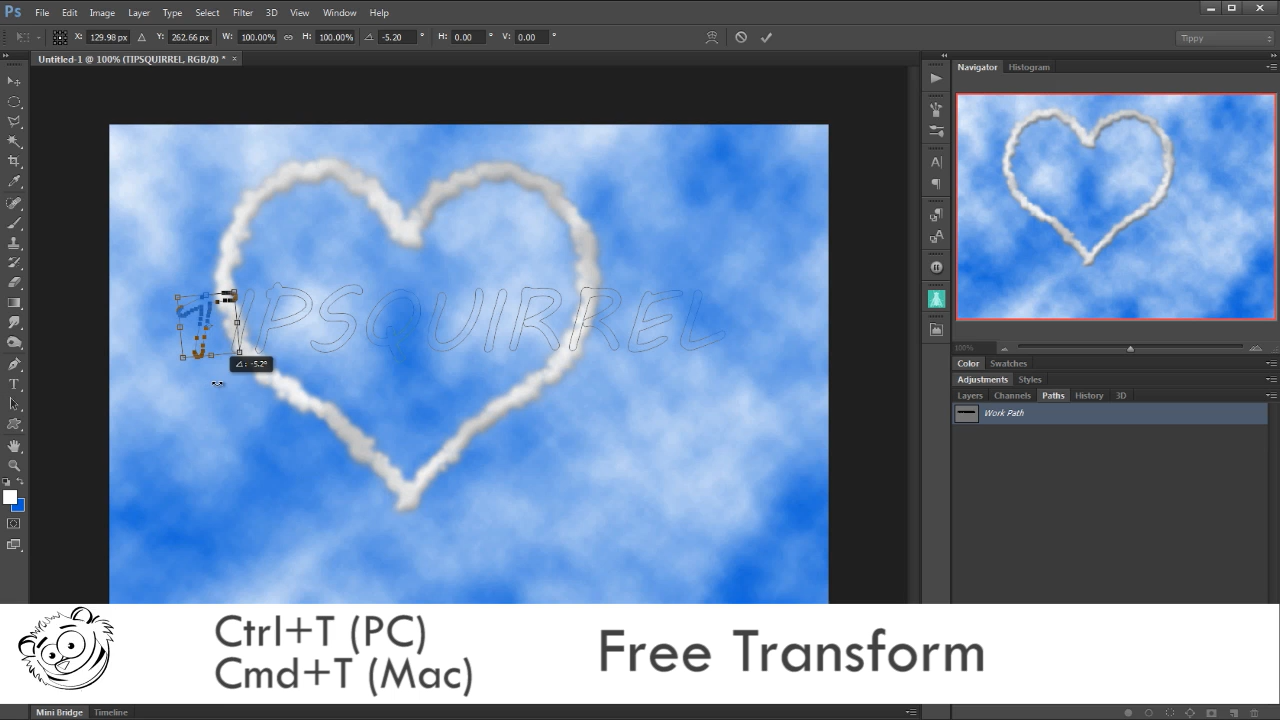 Ps File Edit Image Layer Type Select Filter 3D View Window Help
X: 129.98 px Y: 262.66 px W: 100.00% H: 100.00% -5.20 ° H: 0.00 ° V: 0.00 ° Tippy
Untitled-1 @ 100% (TIPSQUIRREL, RGB/8) * ×
Navigator Histogram
TIPSQUIRREL
-5.2°
100%
Color Swatches
Adjustments Styles
Layers Channels Paths History 3D
Work Path
Ctrl+T (PC)
Cmd+T (Mac)
Free Transform
Mini Bridge Timeline